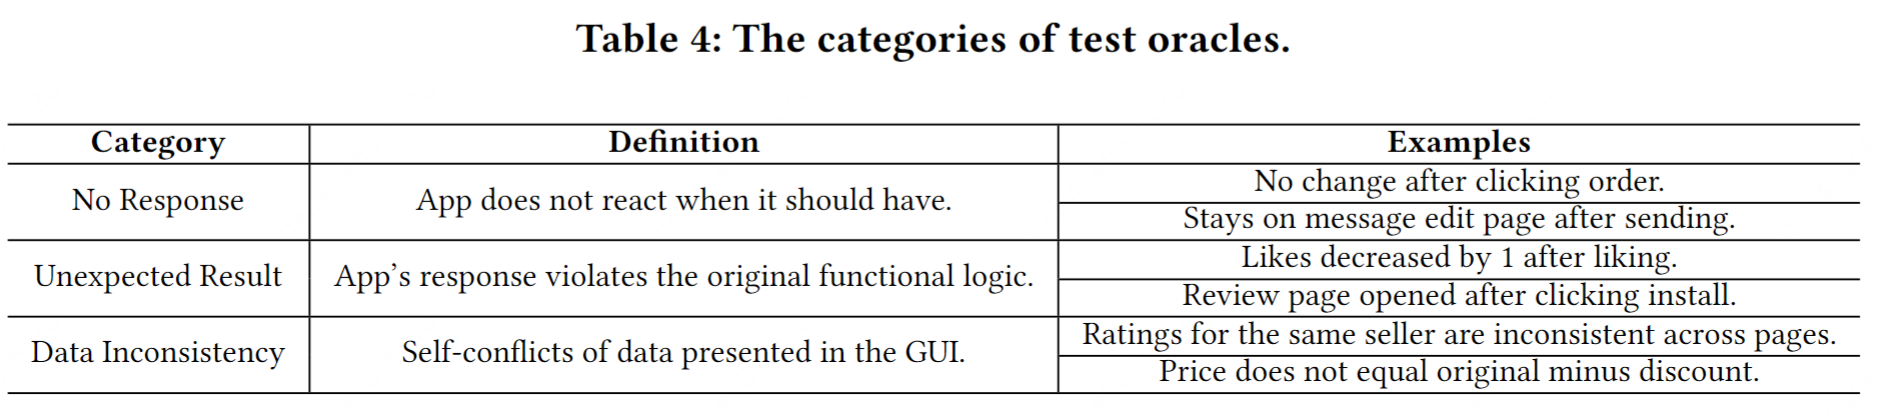 Table 4: The categories of test oracles.
Category Definition Examples
No Response App does not react when it should have. No change after clicking order.
Stays on message edit page after sending.
Unexpected Result App's response violates the original functional logic. Likes decreased by 1 after liking.
Review page opened after clicking install.
Data Inconsistency Self-conflicts of data presented in the GUI. Ratings for the same seller are inconsistent across pages.
Price does not equal original minus discount.